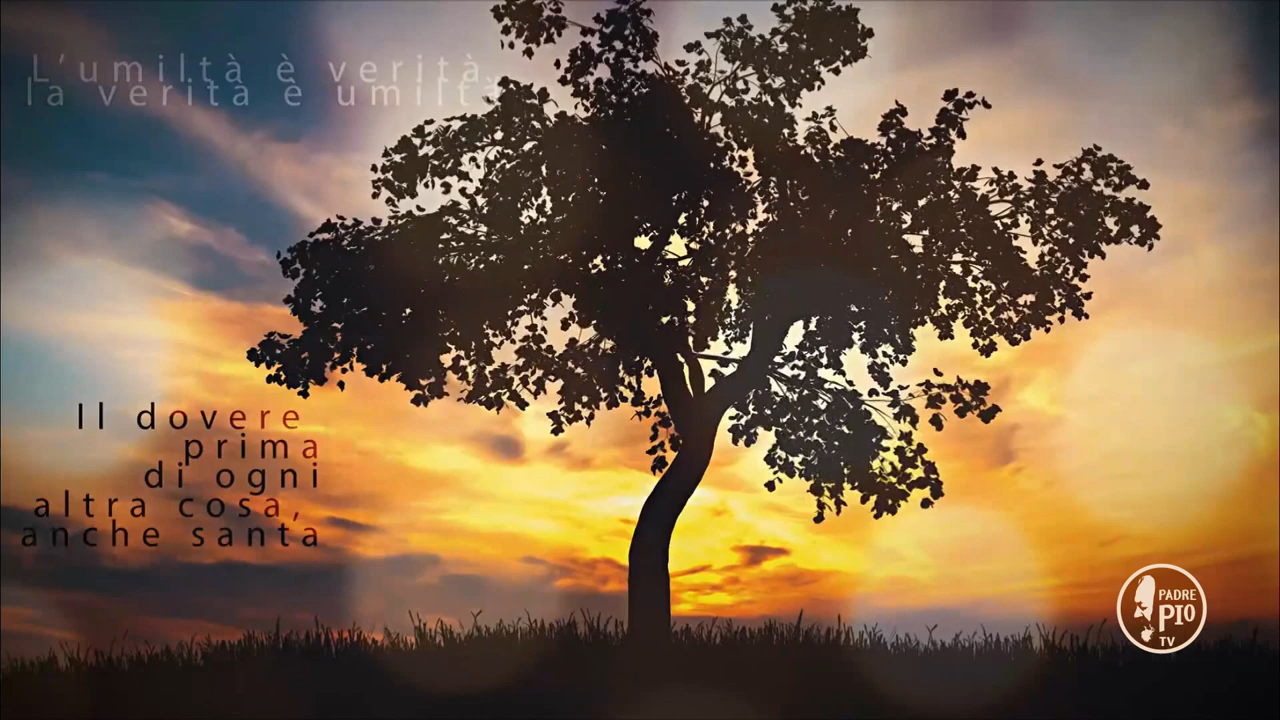 L'umiltà è verità,
la verità è umiltà
Il dovere
prima
di ogni
altra cosa,
anche santa
PADRE
PIO
TV